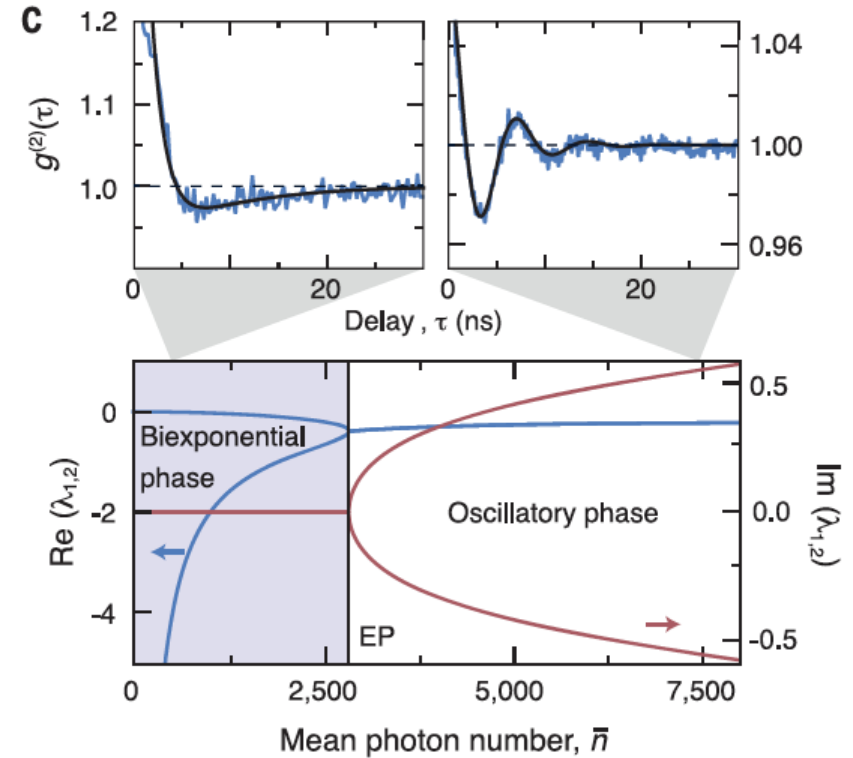 C
1.2
1.1
1.0
g(2)(τ)
0
20
1.04
1.00
0.96
0
20
Delay , τ (ns)
0
-2
-4
Re (λ1,2)
Biexponential
phase
Oscillatory phase
EP
0.5
0.0
-0.5
Im (λ1,2)
0
2,500
5,000
7,500
Mean photon number, n̄